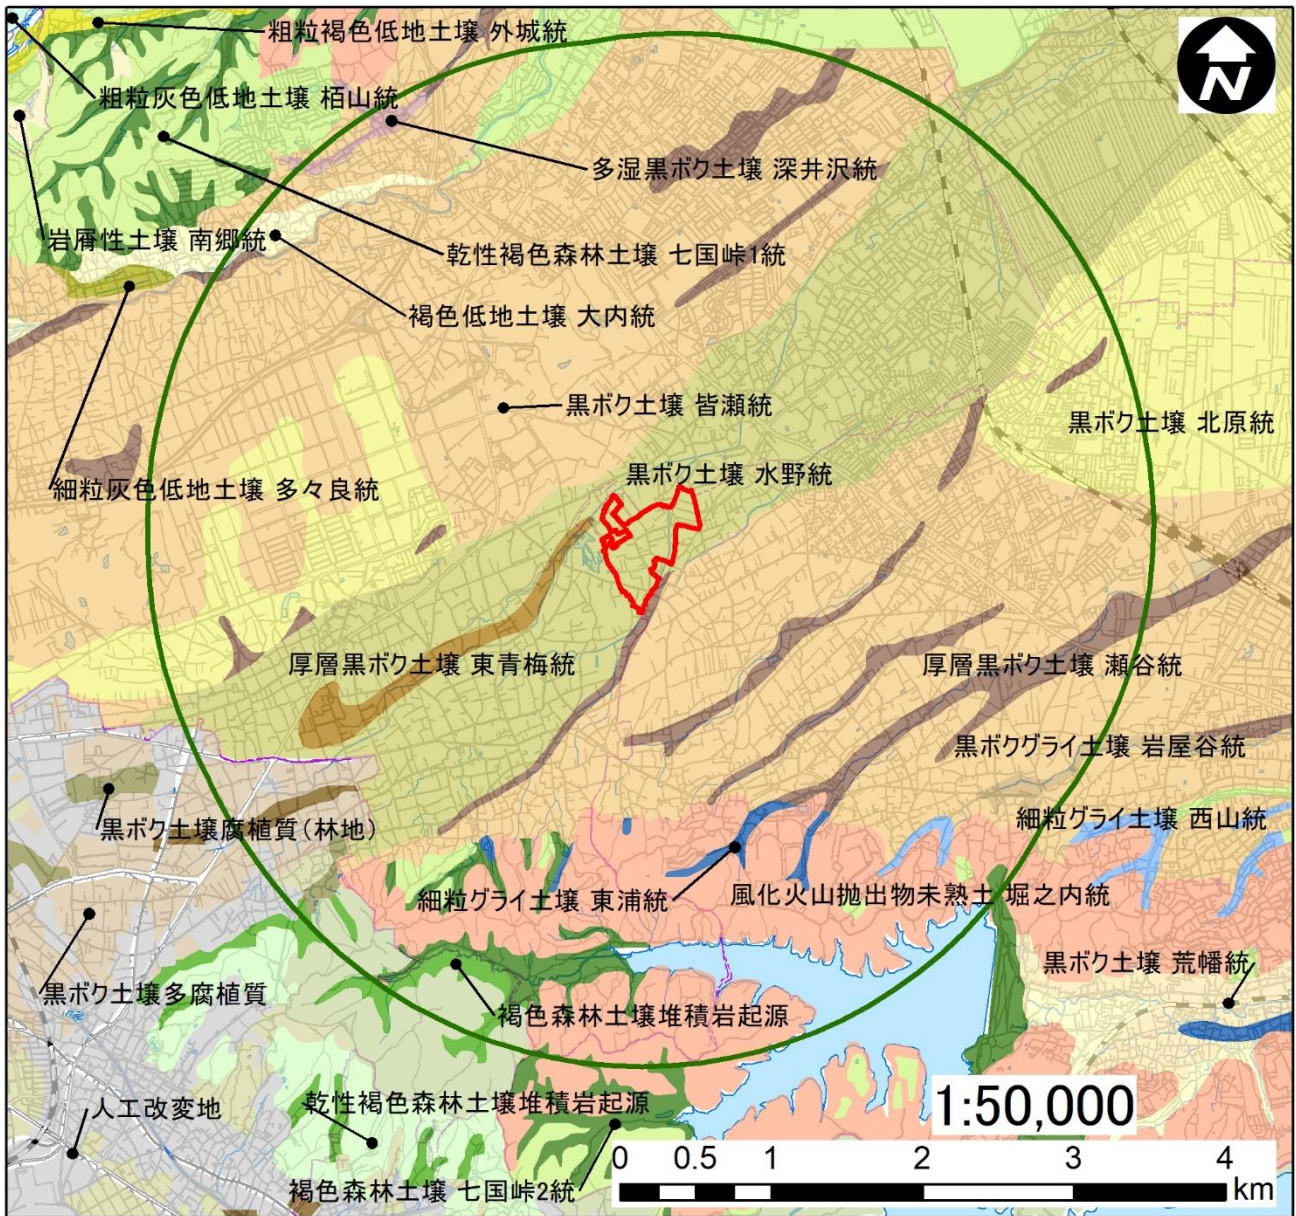 粗粒褐色低地土壌 外城統
N
粗粒灰色低地土壌 栢山統
多湿黒ボク土壌 深井沢統
岩屑性土壌 南郷統
乾性褐色森林土壌 七国峠1統
褐色低地土壌 大内統
黒ボク土壌 皆瀬統
黒ボク土壌 北原統
黒ボク土壌 水野統
細粒灰色低地土壌 多々良統
厚層黒ボク土壌 東青梅統
厚層黒ボク土壌 瀬谷統
黒ボクグライ土壌 岩屋谷統
黒ボク土壌腐植質(林地)
細粒グライ土壌 西山統
細粒グライ土壌 東浦統
風化火山抛出物未熟土 堀之内統
黒ボク土壌 荒幡統
黒ボク土壌多腐植質
褐色森林土壌堆積岩起源
人工改変地
乾性褐色森林土壌堆積岩起源
1:50,000
褐色森林土壌 七国峠2統
0 0.5 1 2 3 4
km